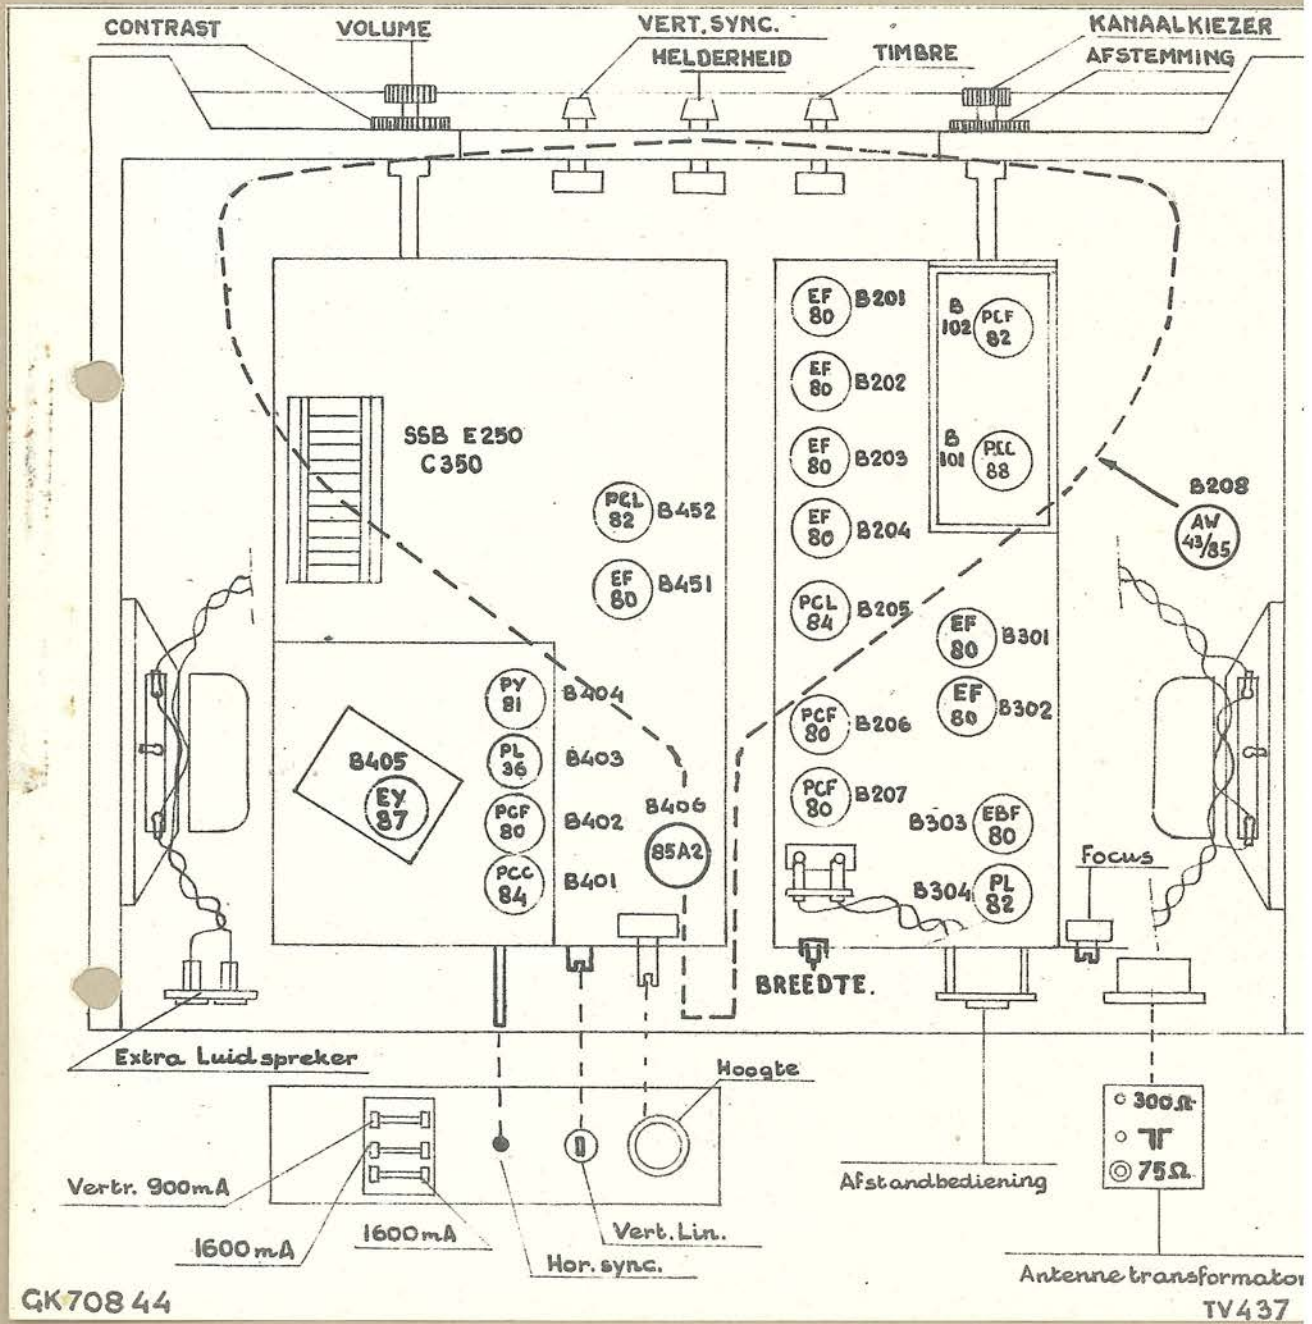 CONTRAST
VOLUME
VERT. SYNC.
HELDERHEID
TIMBRE
KANAALKIEZER
AFSTEMMING
EF
80
B201
B
102
PCF
82
EF
80
B202
SSB E250
C350
EF
80
B203
B
101
PCC
88
B208
AW
43/85
PCL
82
B452
EF
80
B204
EF
80
B451
PCL
84
B205
EF
80
B301
PY
81
B404
EF
80
B302
PCF
80
B206
B405
EY
87
PL
36
B403
PCF
80
B207
PCF
80
B402
B406
85A2
B303
EBF
80
PCC
84
B401
B304
PL
82
Focus
BREEDTE.
Extra Luidspreker
Hoogte
300Ω
75Ω
Vertr. 900mA
1600mA
1600mA
Hor. sync.
Vert. Lin.
Afstandbediening
Antenne transformator
GK70844
TV437